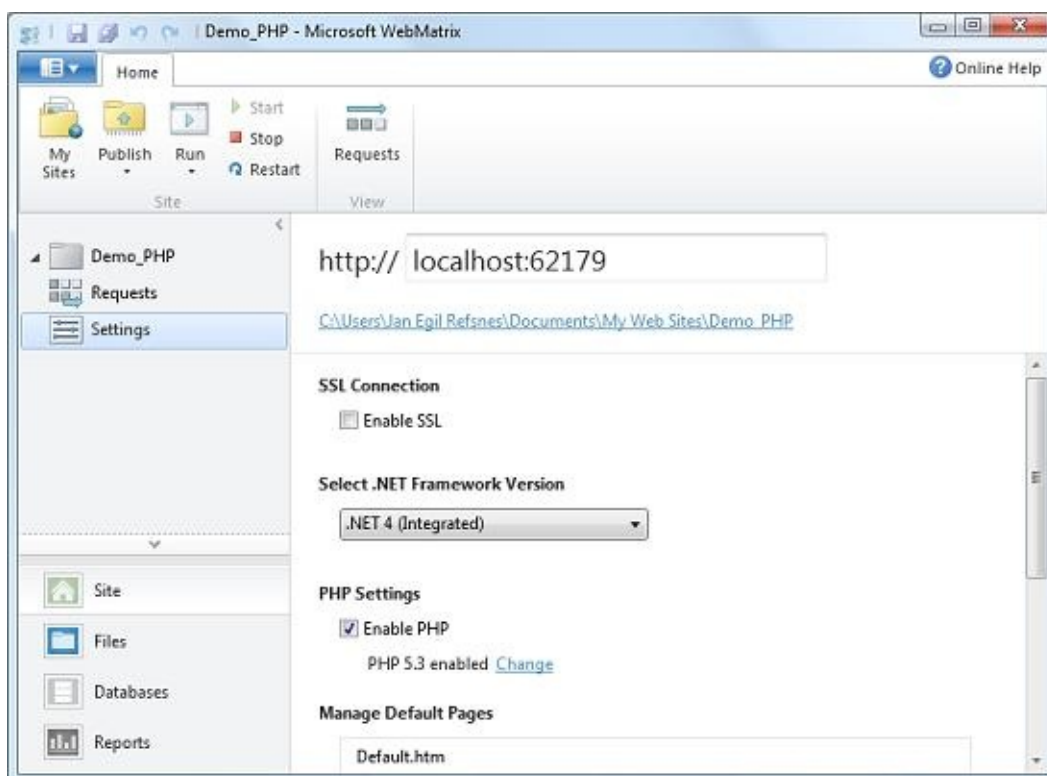 Demo_PHP - Microsoft WebMatrix
Home
Online Help
My Sites
Publish
Run
Start
Stop
Restart
Requests
Site
View
Demo_PHP
Requests
Settings
http:// localhost:62179
C:\Users\Jan Egil Refsnes\Documents\My Web Sites\Demo_PHP
SSL Connection
Enable SSL
Select .NET Framework Version
.NET 4 (Integrated)
PHP Settings
Enable PHP
PHP 5.3 enabled Change
Manage Default Pages
Default.htm
Site
Files
Databases
Reports